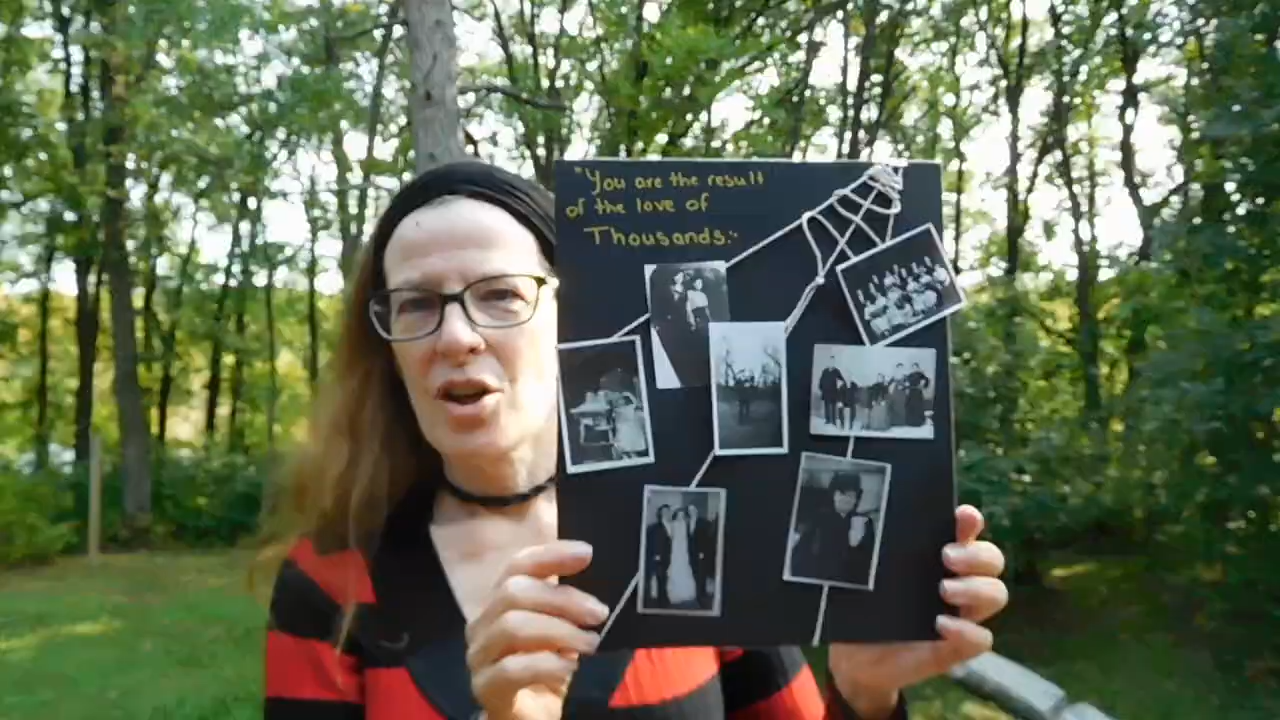 "You are the result
of the love of
Thousands."